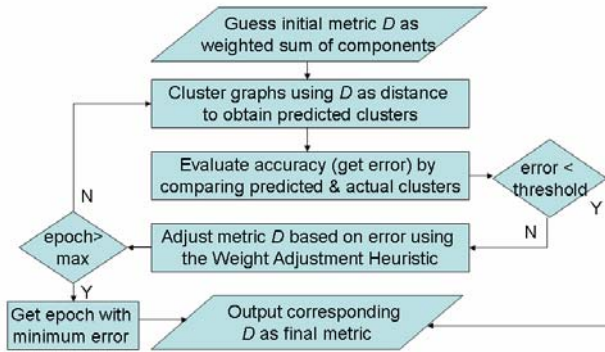 Guess initial metric D as
weighted sum of components
Cluster graphs using D as distance
to obtain predicted clusters
Evaluate accuracy (get error) by
comparing predicted & actual clusters
error <
threshold
Y
N
Adjust metric D based on error using
the Weight Adjustment Heuristic
N
epoch>
max
Y
Get epoch with
minimum error
Output corresponding
D as final metric